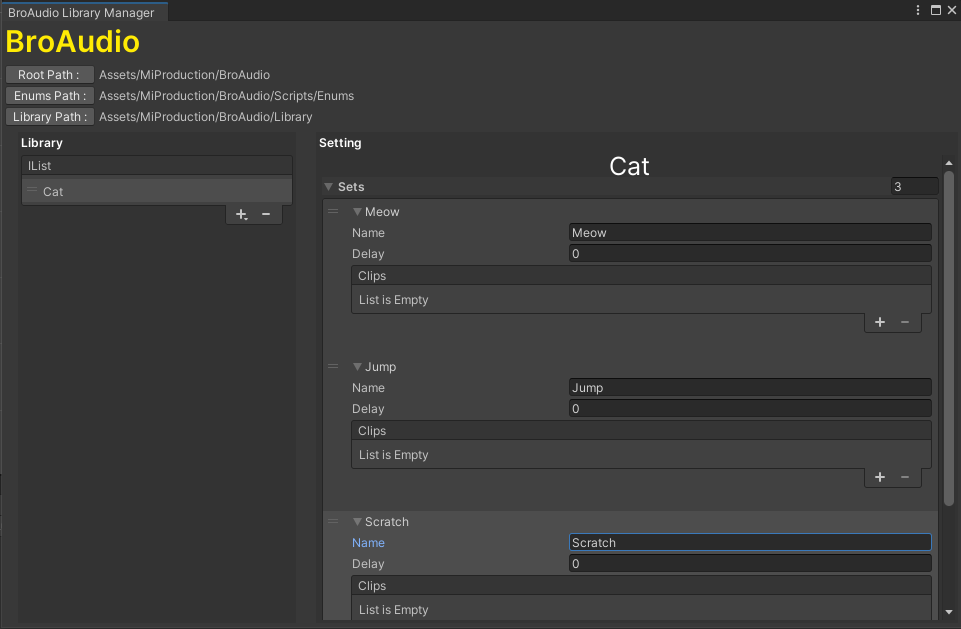 BroAudio Library Manager
BroAudio
Root Path : Assets/MiProduction/BroAudio
Enums Path : Assets/MiProduction/BroAudio/Scripts/Enums
Library Path : Assets/MiProduction/BroAudio/Library
Library
IList
Cat
Setting
Cat
Sets 3
Meow
Name Meow
Delay 0
Clips
List is Empty
Jump
Name Jump
Delay 0
Clips
List is Empty
Scratch
Name Scratch
Delay 0
Clips
List is Empty